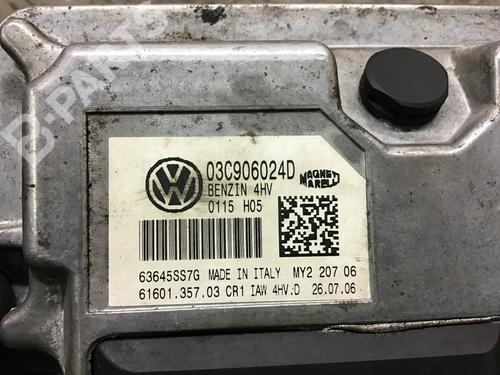 B-PARTS
03C906024D
BENZIN 4HV
0115 H05
MAGNETI
MARELLI
63645SS7G MADE IN ITALY MY2 207 06
61601.357.03 CR1 IAW 4HV.D 26.07.06